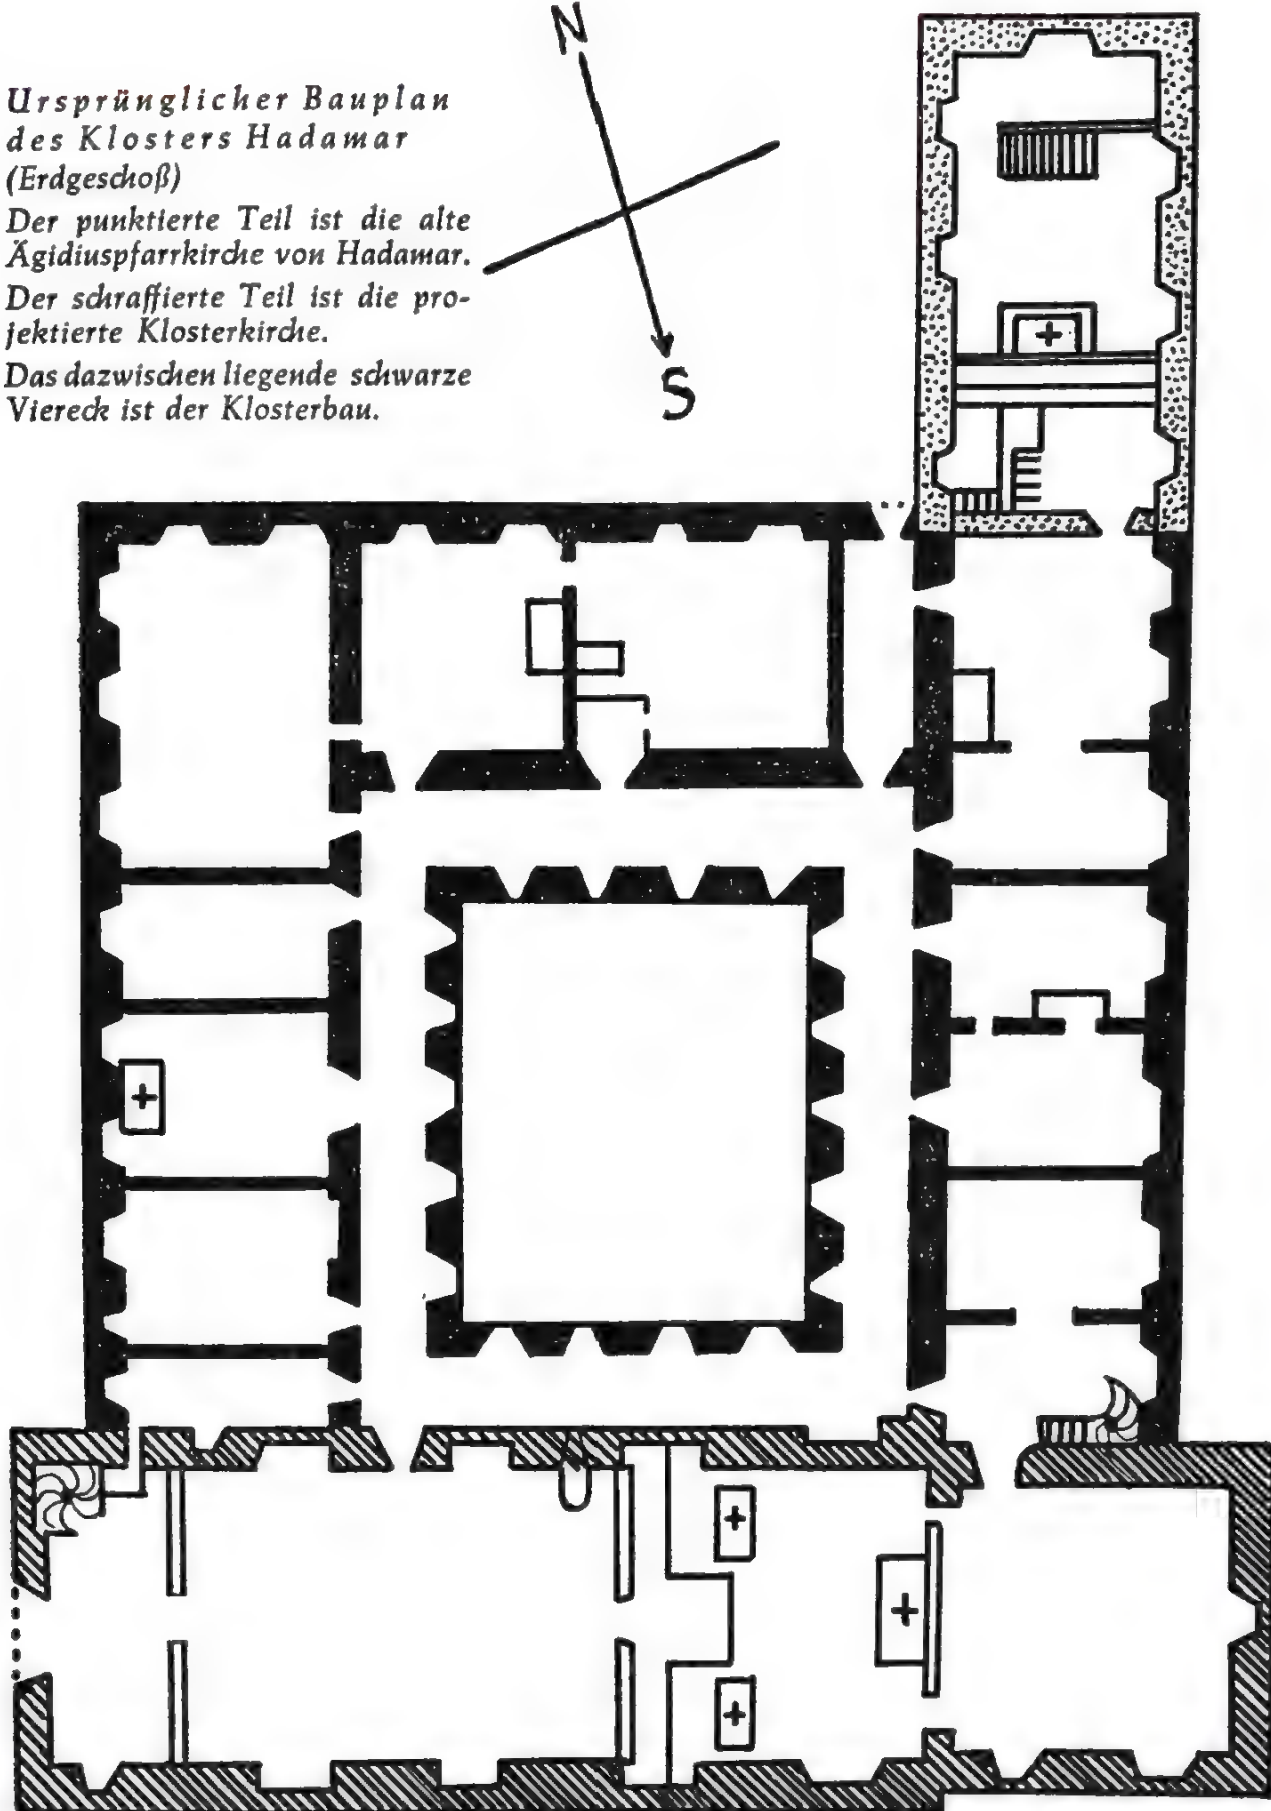 N
Ursprünglicher Bauplan
des Klosters Hadamar
(Erdgeschoß)
Der punktierte Teil ist die alte
Ägidiuspfarrkirche von Hadamar.
Der schraffierte Teil ist die pro-
jektierte Klosterkirche.
Das dazwischen liegende schwarze
Viereck ist der Klosterbau.
S